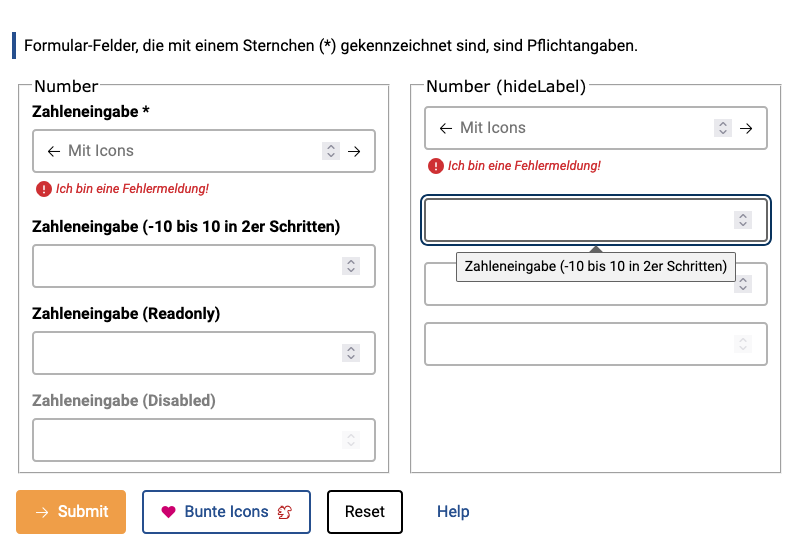 Formular-Felder, die mit einem Sternchen (*) gekennzeichnet sind, sind Pflichtangaben.
Number
Zahleneingabe *
Mit Icons
Ich bin eine Fehlermeldung!
Zahleneingabe (-10 bis 10 in 2er Schritten)
Zahleneingabe (Readonly)
Zahleneingabe (Disabled)
Number (hideLabel)
Mit Icons
Ich bin eine Fehlermeldung!
Zahleneingabe (-10 bis 10 in 2er Schritten)
Submit
Bunte Icons
Reset
Help